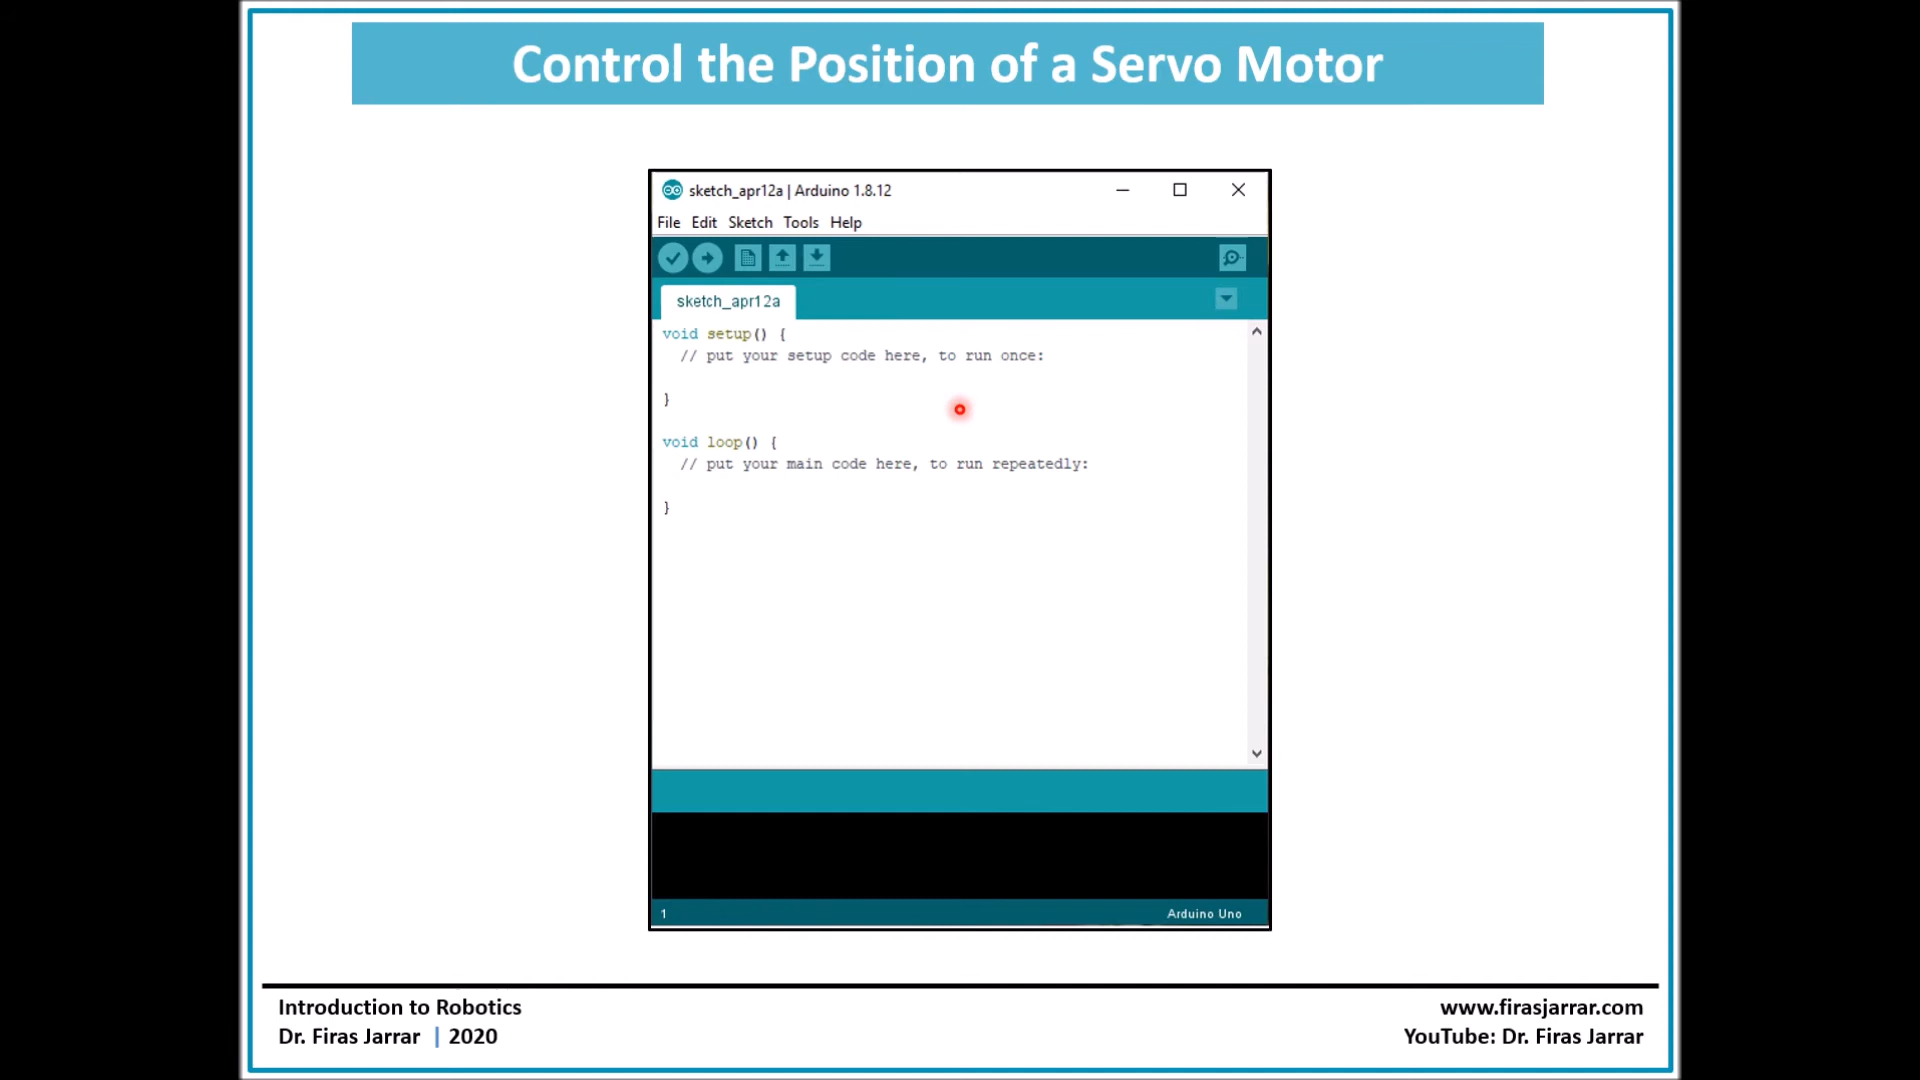 Control the Position of a Servo Motor
sketch_apr12a | Arduino 1.8.12
File Edit Sketch Tools Help
sketch_apr12a
void setup() {
// put your setup code here, to run once:
}
void loop() {
// put your main code here, to run repeatedly:
}
1 Arduino Uno
Introduction to Robotics
Dr. Firas Jarrar | 2020
www.firasjarrar.com
YouTube: Dr. Firas Jarrar